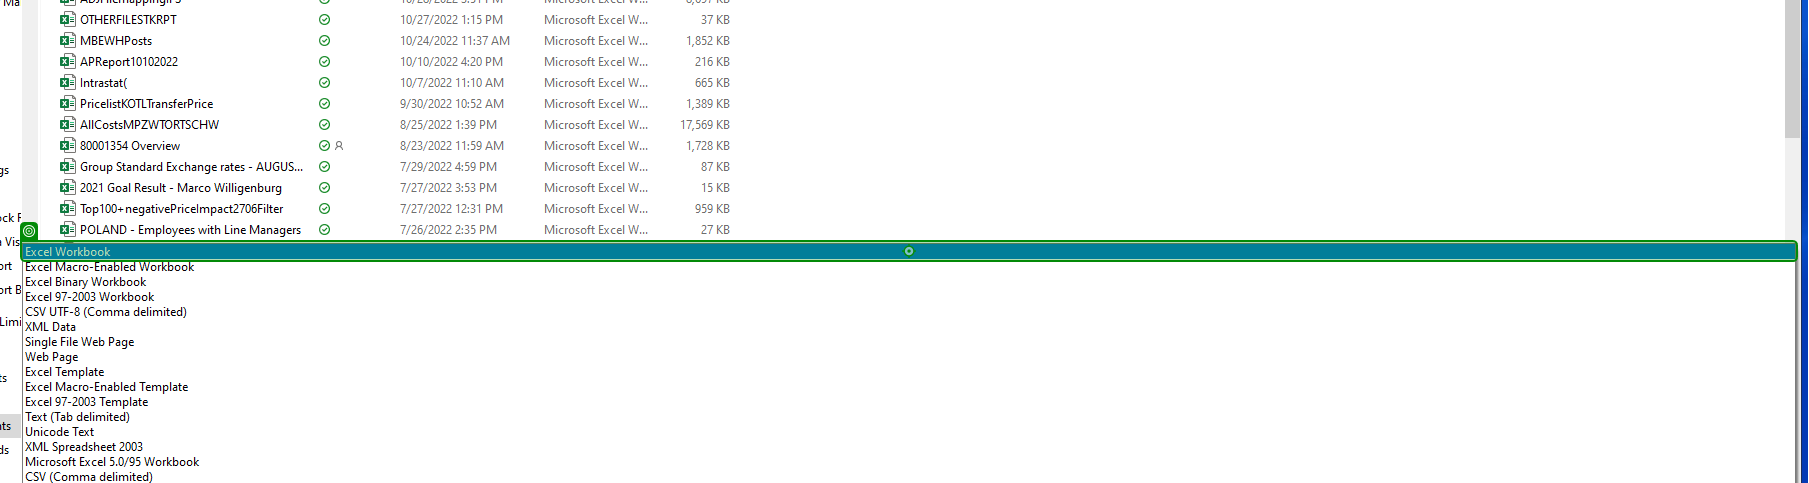 OTHERFILESTKRPT 10/27/2022 1:15 PM Microsoft Excel W... 37 KB
MBEWHPosts 10/24/2022 11:37 AM Microsoft Excel W... 1,852 KB
APReport10102022 10/10/2022 4:20 PM Microsoft Excel W... 216 KB
Intrastat( 10/7/2022 11:10 AM Microsoft Excel W... 665 KB
PricelistKOTLTransferPrice 9/30/2022 10:52 AM Microsoft Excel W... 1,389 KB
AllCostsMPZWTORTSCHW 8/25/2022 1:39 PM Microsoft Excel W... 17,569 KB
80001354 Overview 8/23/2022 11:59 AM Microsoft Excel W... 1,728 KB
Group Standard Exchange rates - AUGUS... 7/29/2022 4:59 PM Microsoft Excel W... 87 KB
2021 Goal Result - Marco Willigenburg 7/27/2022 3:53 PM Microsoft Excel W... 15 KB
Top100+negativePriceImpact2706Filter 7/27/2022 12:31 PM Microsoft Excel W... 959 KB
POLAND - Employees with Line Managers 7/26/2022 2:35 PM Microsoft Excel W... 27 KB
Excel Workbook
Excel Macro-Enabled Workbook
Excel Binary Workbook
Excel 97-2003 Workbook
CSV UTF-8 (Comma delimited)
XML Data
Single File Web Page
Web Page
Excel Template
Excel Macro-Enabled Template
Excel 97-2003 Template
Text (Tab delimited)
Unicode Text
XML Spreadsheet 2003
Microsoft Excel 5.0/95 Workbook
CSV (Comma delimited)